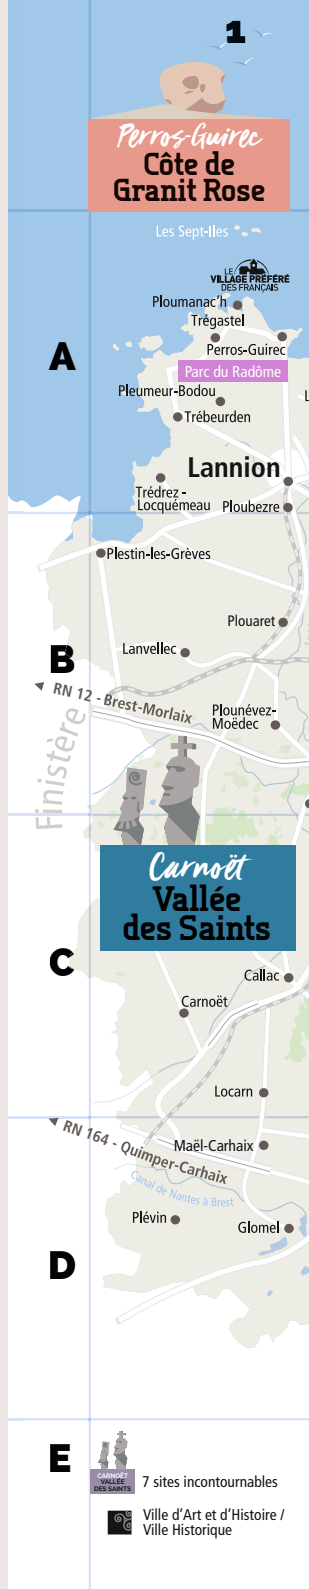 1
Perros-Guirec
Côte de
Granit Rose
Les Sept-Iles
LE
VILLAGE PRÉFÉRÉ
DES FRANÇAIS
Ploumanac'h
Trégastel
A
Perros-Guirec
Parc du Radôme
Pleumeur-Bodou
L
Trébeurden
Lannion
Trédrez -
Locquémeau
Ploubezre
Plestin-les-Grèves
Plouaret
B
Lanvellec
RN 12 - Brest-Morlaix
Plounévez-
Moëdec
Finistère
Carnoët
Vallée
des Saints
C
Callac
Carnoët
Locarn
RN 164 - Quimper-Carhaix
Maël-Carhaix
Canal de Nantes à Brest
Plévin
Glomel
D
E
CARNOËT
VALLÉE
DES SAINTS
7 sites incontournables
Ville d'Art et d'Histoire /
Ville Historique